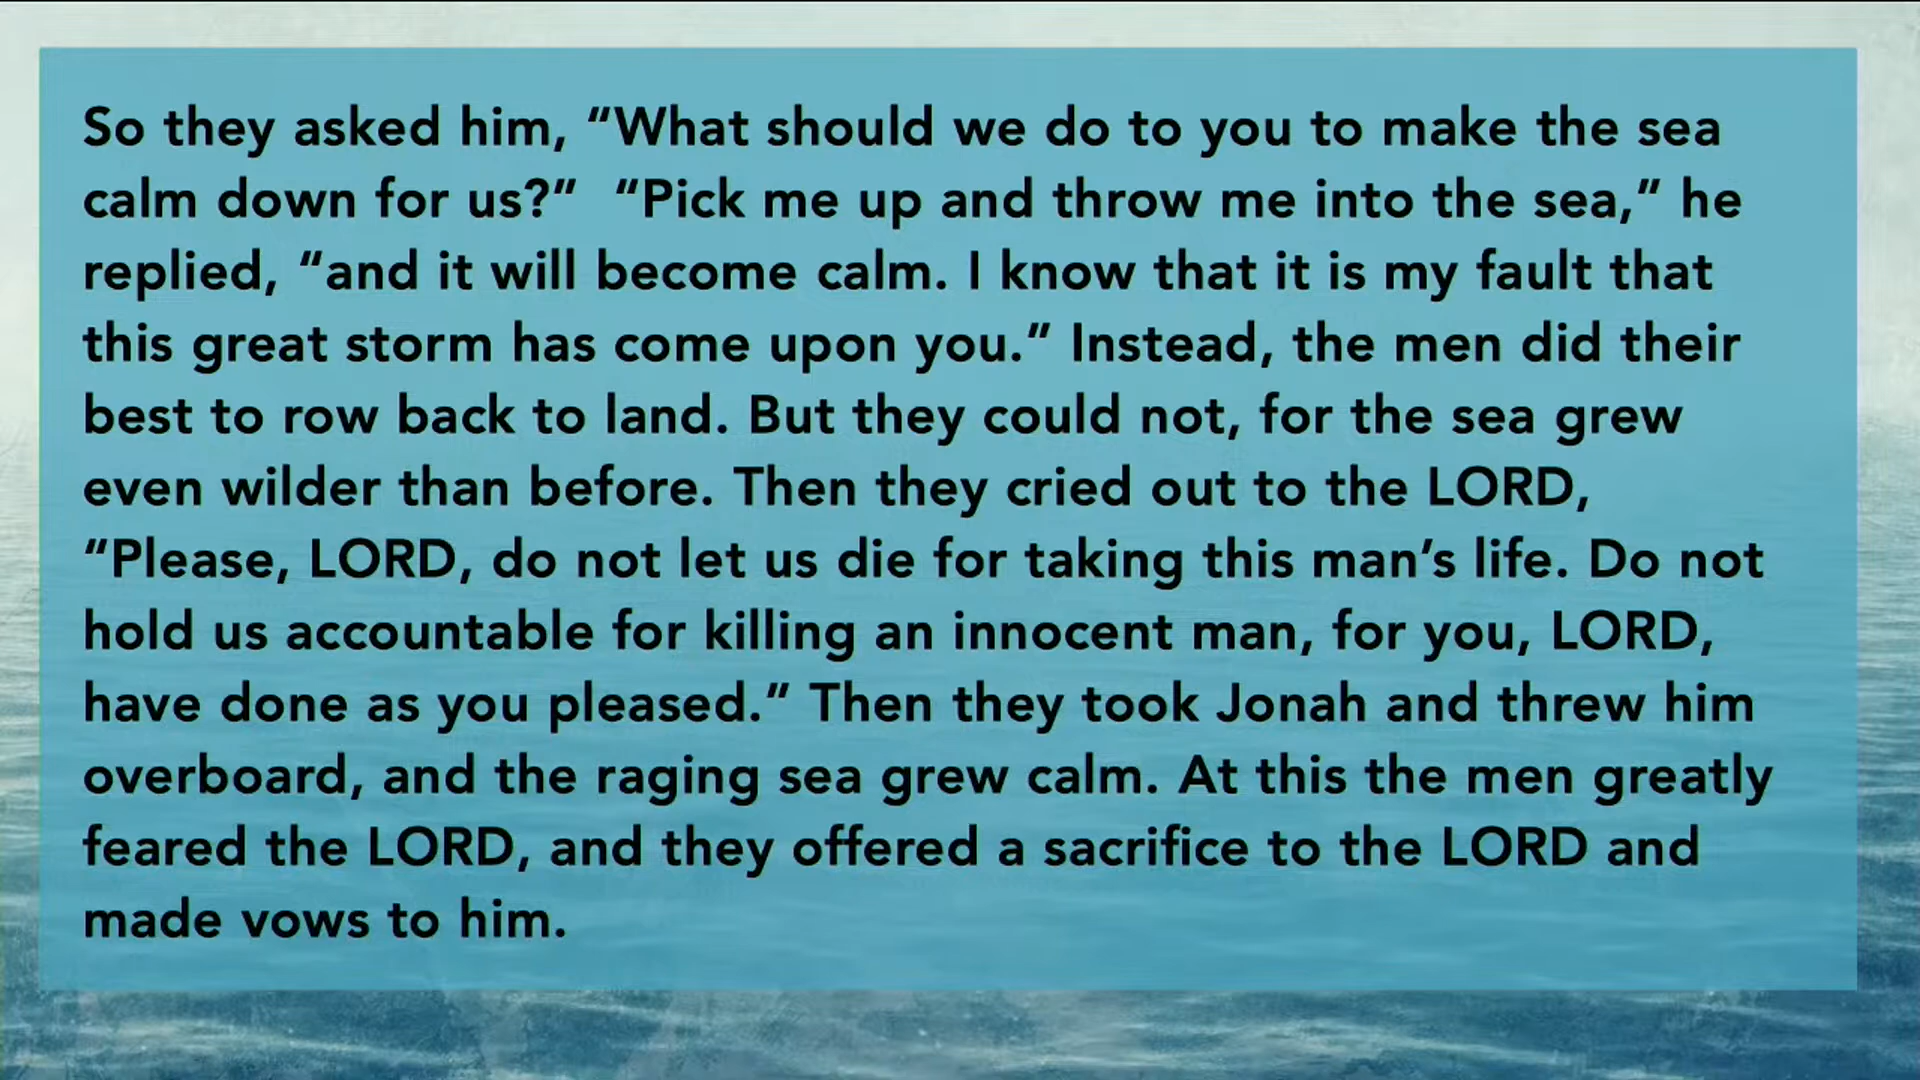 So they asked him, “What should we do to you to make the sea
calm down for us?”  “Pick me up and throw me into the sea,” he
replied, “and it will become calm. I know that it is my fault that
this great storm has come upon you.” Instead, the men did their
best to row back to land. But they could not, for the sea grew
even wilder than before. Then they cried out to the LORD,
“Please, LORD, do not let us die for taking this man’s life. Do not
hold us accountable for killing an innocent man, for you, LORD,
have done as you pleased.” Then they took Jonah and threw him
overboard, and the raging sea grew calm. At this the men greatly
feared the LORD, and they offered a sacrifice to the LORD and
made vows to him.